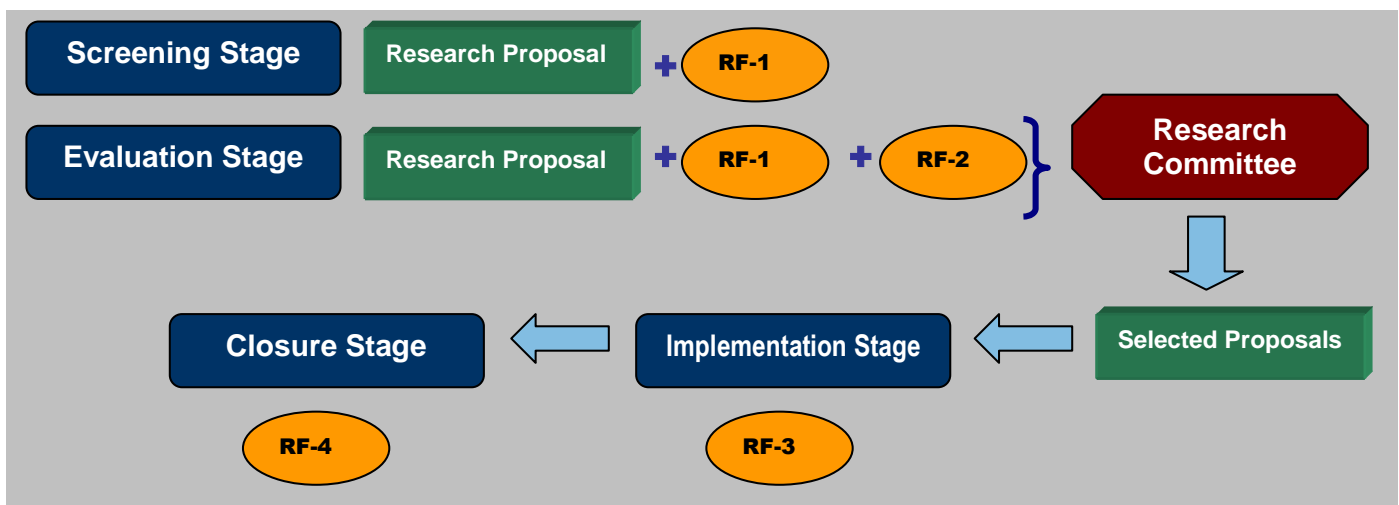 Screening Stage
Research Proposal
+
RF-1
Evaluation Stage
Research Proposal
+
RF-1
+
RF-2
}
Research
Committee
Selected Proposals
Implementation Stage
Closure Stage
RF-4
RF-3